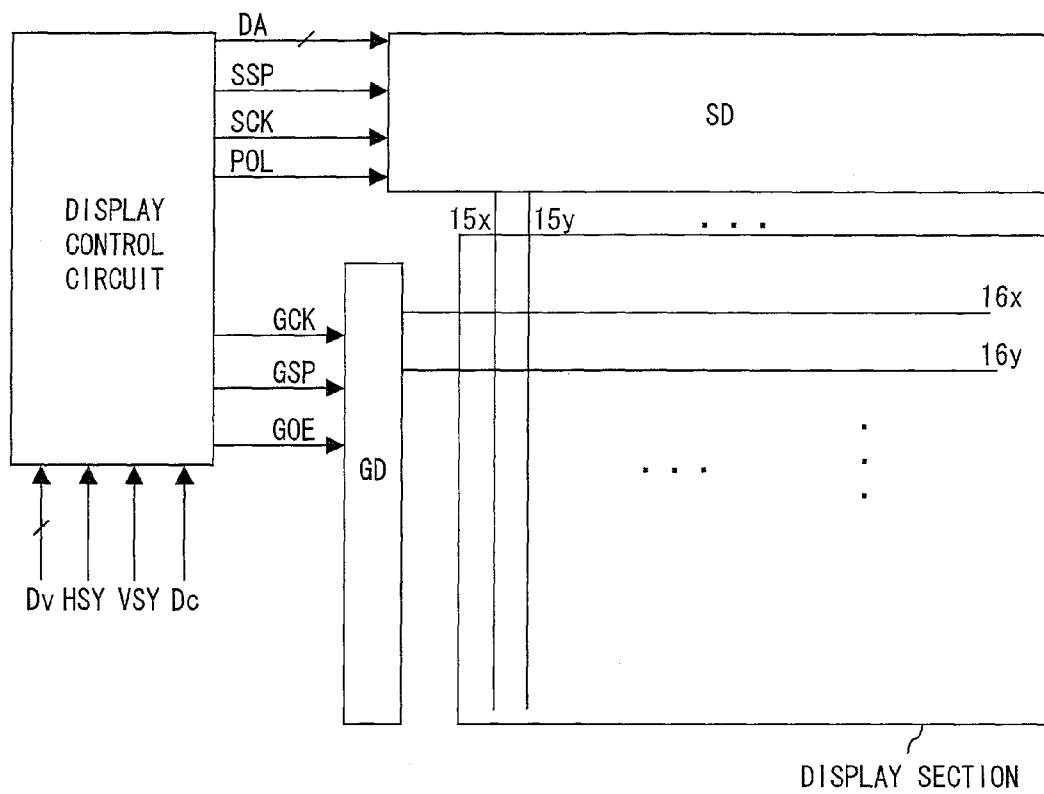 DA
SSP
SCK
POL
SD
DISPLAY
CONTROL
CIRCUIT
15x
15y
16x
16y
GCK
GSP
GOE
GD
Dv HSY VSY Dc
DISPLAY SECTION